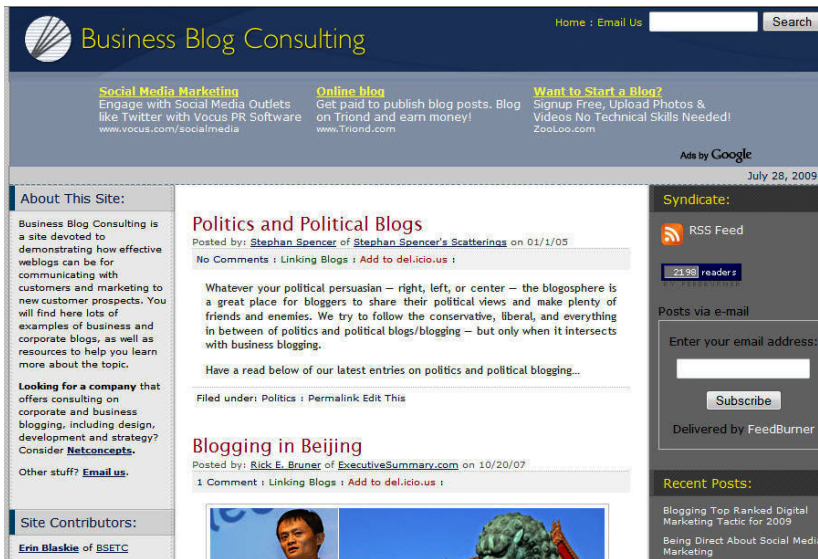 Business Blog Consulting
Home : Email Us
Search
Social Media Marketing
Engage with Social Media Outlets
like Twitter with Vocus PR Software
www.vocus.com/socialmedia
Online blog
Get paid to publish blog posts. Blog
on Triond and earn money!
www.Triond.com
Want to Start a Blog?
Signup Free, Upload Photos &
Videos No Technical Skills Needed!
ZooLoo.com
Ads by Google
July 28, 2009
About This Site:
Business Blog Consulting is
a site devoted to
demonstrating how effective
weblogs can be for
communicating with
customers and marketing to
new customer prospects. You
will find here lots of
examples of business and
corporate blogs, as well as
resources to help you learn
more about the topic.
Looking for a company that
offers consulting on
corporate and business
blogging, including design,
development and strategy?
Consider Netconcepts.
Other stuff? Email us.
Site Contributors:
Erin Blaskie of BSETC
Politics and Political Blogs
Posted by: Stephan Spencer of Stephan Spencer's Scatterings on 01/1/05
No Comments : Linking Blogs : Add to del.icio.us :
Whatever your political persuasian — right, left, or center — the blogosphere is
a great place for bloggers to share their political views and make plenty of
friends and enemies. We try to follow the conservative, liberal, and everything
in between of politics and political blogs/blogging — but only when it intersects
with business blogging.
Have a read below of our latest entries on politics and political blogging...
Filed under: Politics : Permalink Edit This
Blogging in Beijing
Posted by: Rick E. Bruner of ExecutiveSummary.com on 10/20/07
1 Comment : Linking Blogs : Add to del.icio.us :
Syndicate:
RSS Feed
2198 readers
BY FEEDBURNER
Posts via e-mail
Enter your email address:
Subscribe
Delivered by FeedBurner
Recent Posts:
Blogging Top Ranked Digital
Marketing Tactic for 2009
Being Direct About Social Media
Marketing